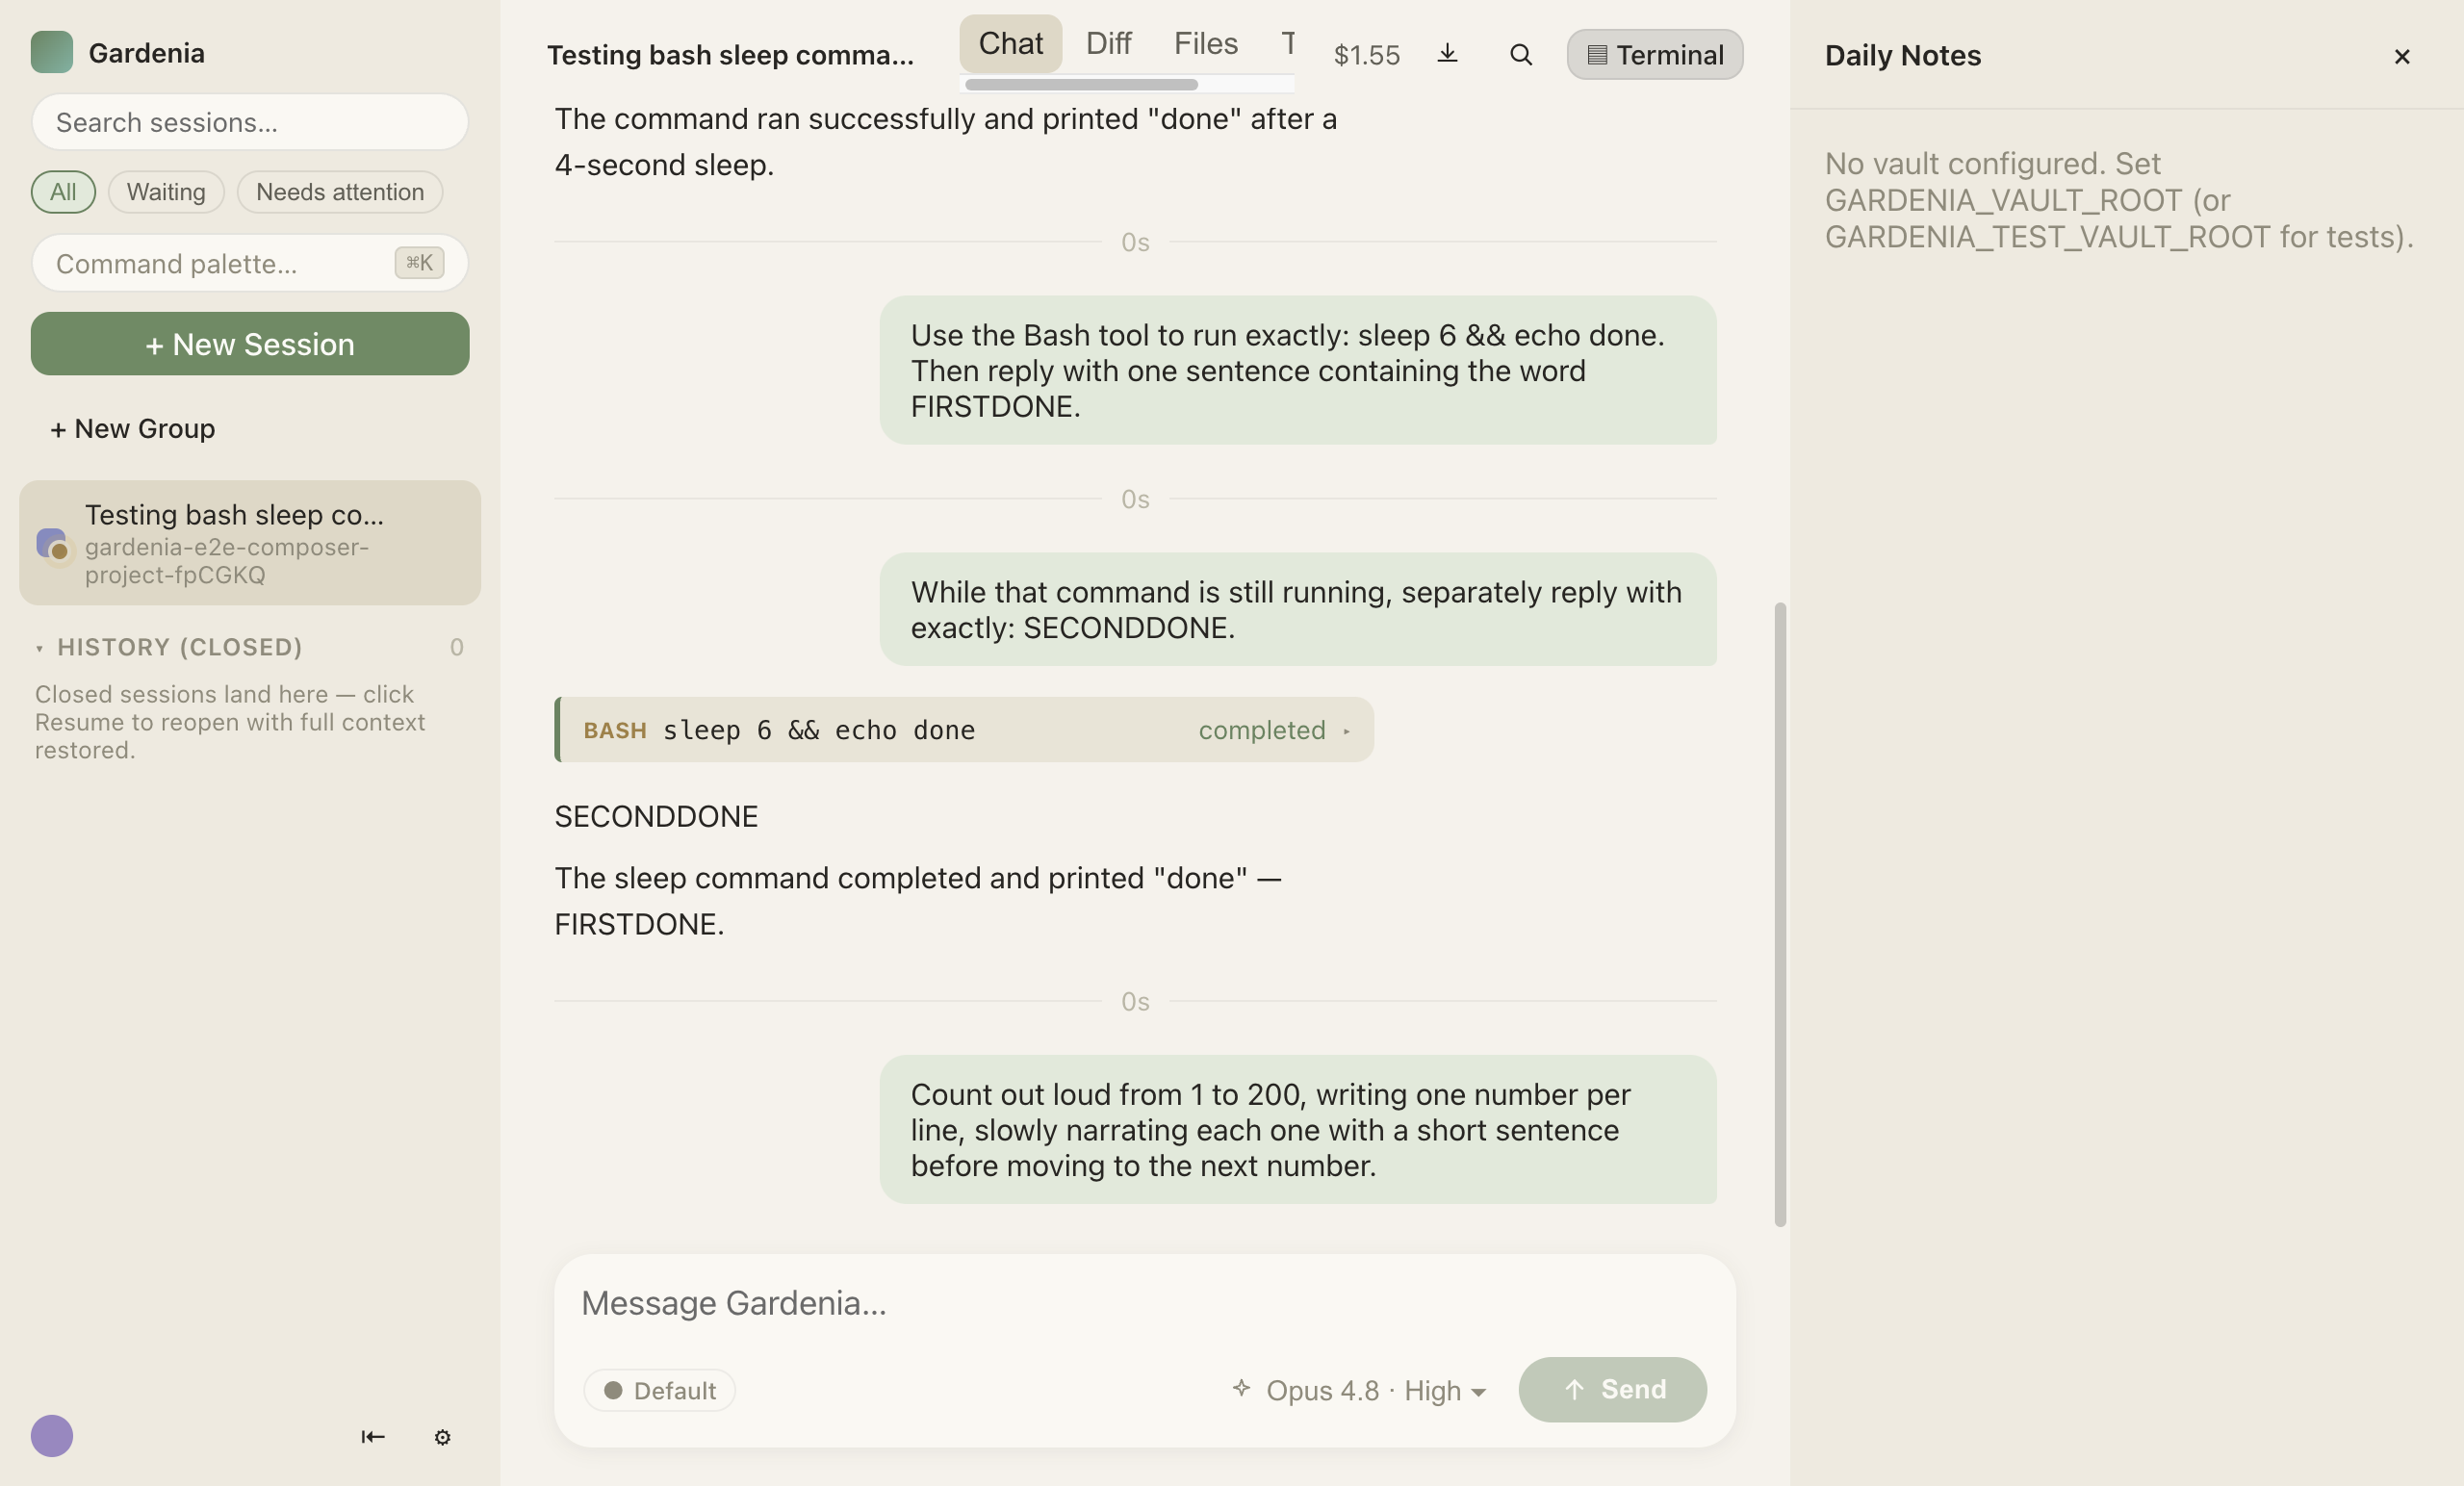 Gardenia
Search sessions...
All
Waiting
Needs attention
Command palette...
⌘K
+ New Session
+ New Group
Testing bash sleep co...
gardenia-e2e-composer-
project-fpCGKQ
HISTORY (CLOSED)
0
Closed sessions land here — click
Resume to reopen with full context
restored.
Testing bash sleep comma...
Chat
Diff
Files
T
$1.55
Terminal
The command ran successfully and printed "done" after a
4-second sleep.
0s
Use the Bash tool to run exactly: sleep 6 && echo done.
Then reply with one sentence containing the word
FIRSTDONE.
0s
While that command is still running, separately reply with
exactly: SECONDDONE.
BASH sleep 6 && echo done
completed
SECONDDONE
The sleep command completed and printed "done" —
FIRSTDONE.
0s
Count out loud from 1 to 200, writing one number per
line, slowly narrating each one with a short sentence
before moving to the next number.
Message Gardenia...
Default
Opus 4.8 · High
Send
Daily Notes
No vault configured. Set
GARDENIA_VAULT_ROOT (or
GARDENIA_TEST_VAULT_ROOT for tests).